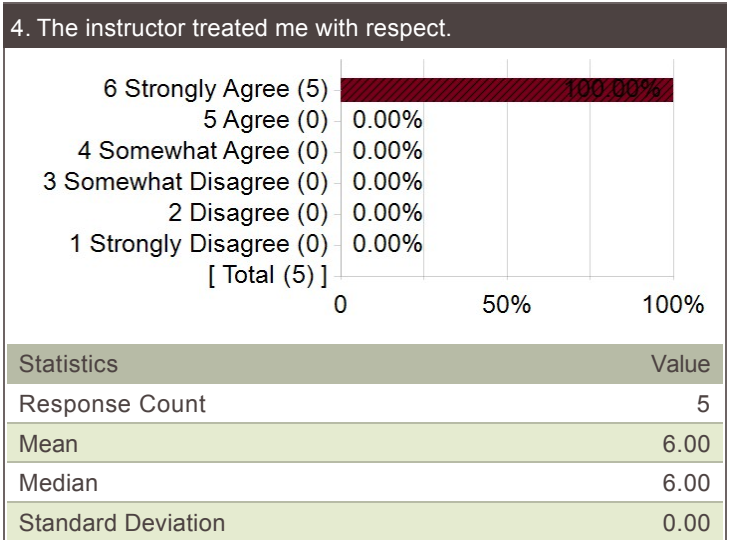 4. The instructor treated me with respect.
6 Strongly Agree (5) 100.00%
5 Agree (0) 0.00%
4 Somewhat Agree (0) 0.00%
3 Somewhat Disagree (0) 0.00%
2 Disagree (0) 0.00%
1 Strongly Disagree (0) 0.00%
[ Total (5) ]
0 50% 100%
Statistics Value
Response Count 5
Mean 6.00
Median 6.00
Standard Deviation 0.00